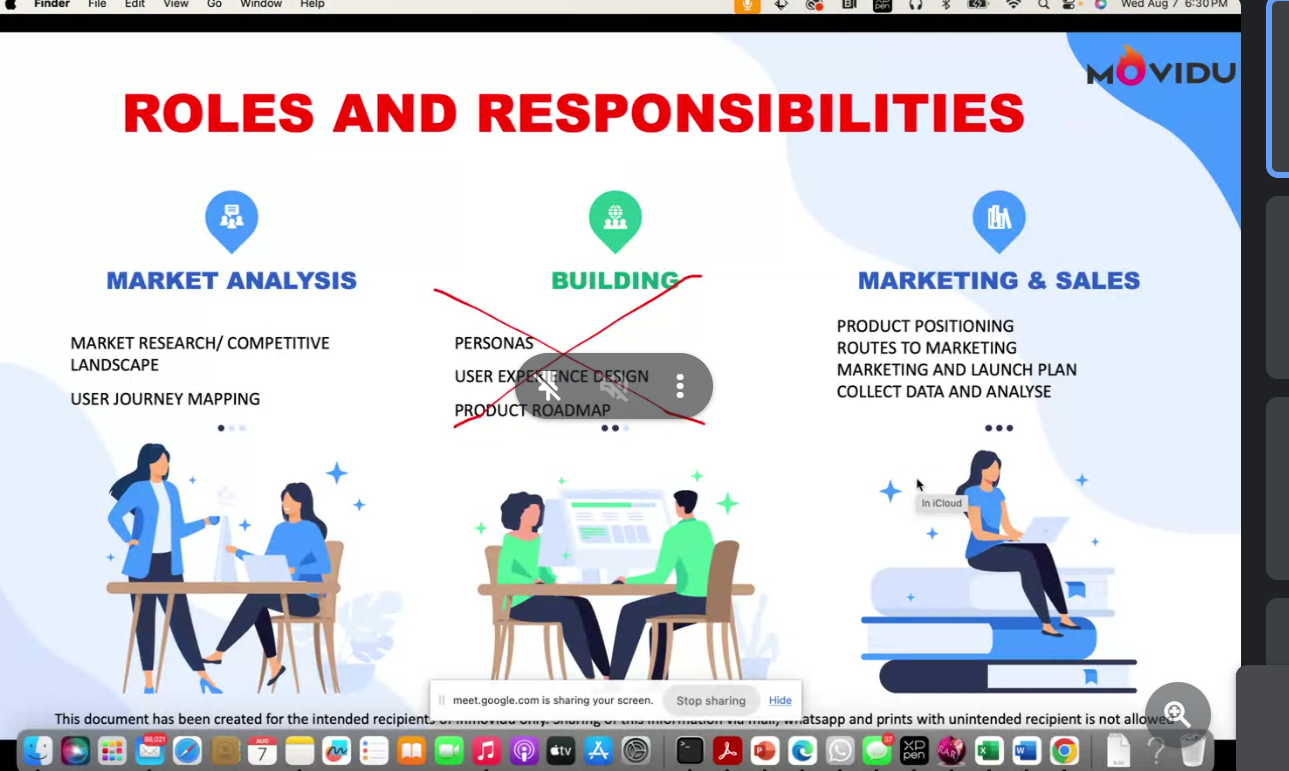 Finder File Edit View Go Window Help Wed Aug 7 6:30 PM
MOVIDU
ROLES AND RESPONSIBILITIES
MARKET ANALYSIS
MARKET RESEARCH/ COMPETITIVE
LANDSCAPE
USER JOURNEY MAPPING
BUILDING
PERSONAS
USER EXPERIENCE DESIGN
PRODUCT ROADMAP
MARKETING & SALES
PRODUCT POSITIONING
ROUTES TO MARKETING
MARKETING AND LAUNCH PLAN
COLLECT DATA AND ANALYSE
In iCloud
meet.google.com is sharing your screen. Stop sharing Hide
This document has been created for the intended recipients only. Sharing of this information via mail, whatsapp and prints with unintended recipient is not allowed
88,021
AUG
7
tv
37
XP
pen